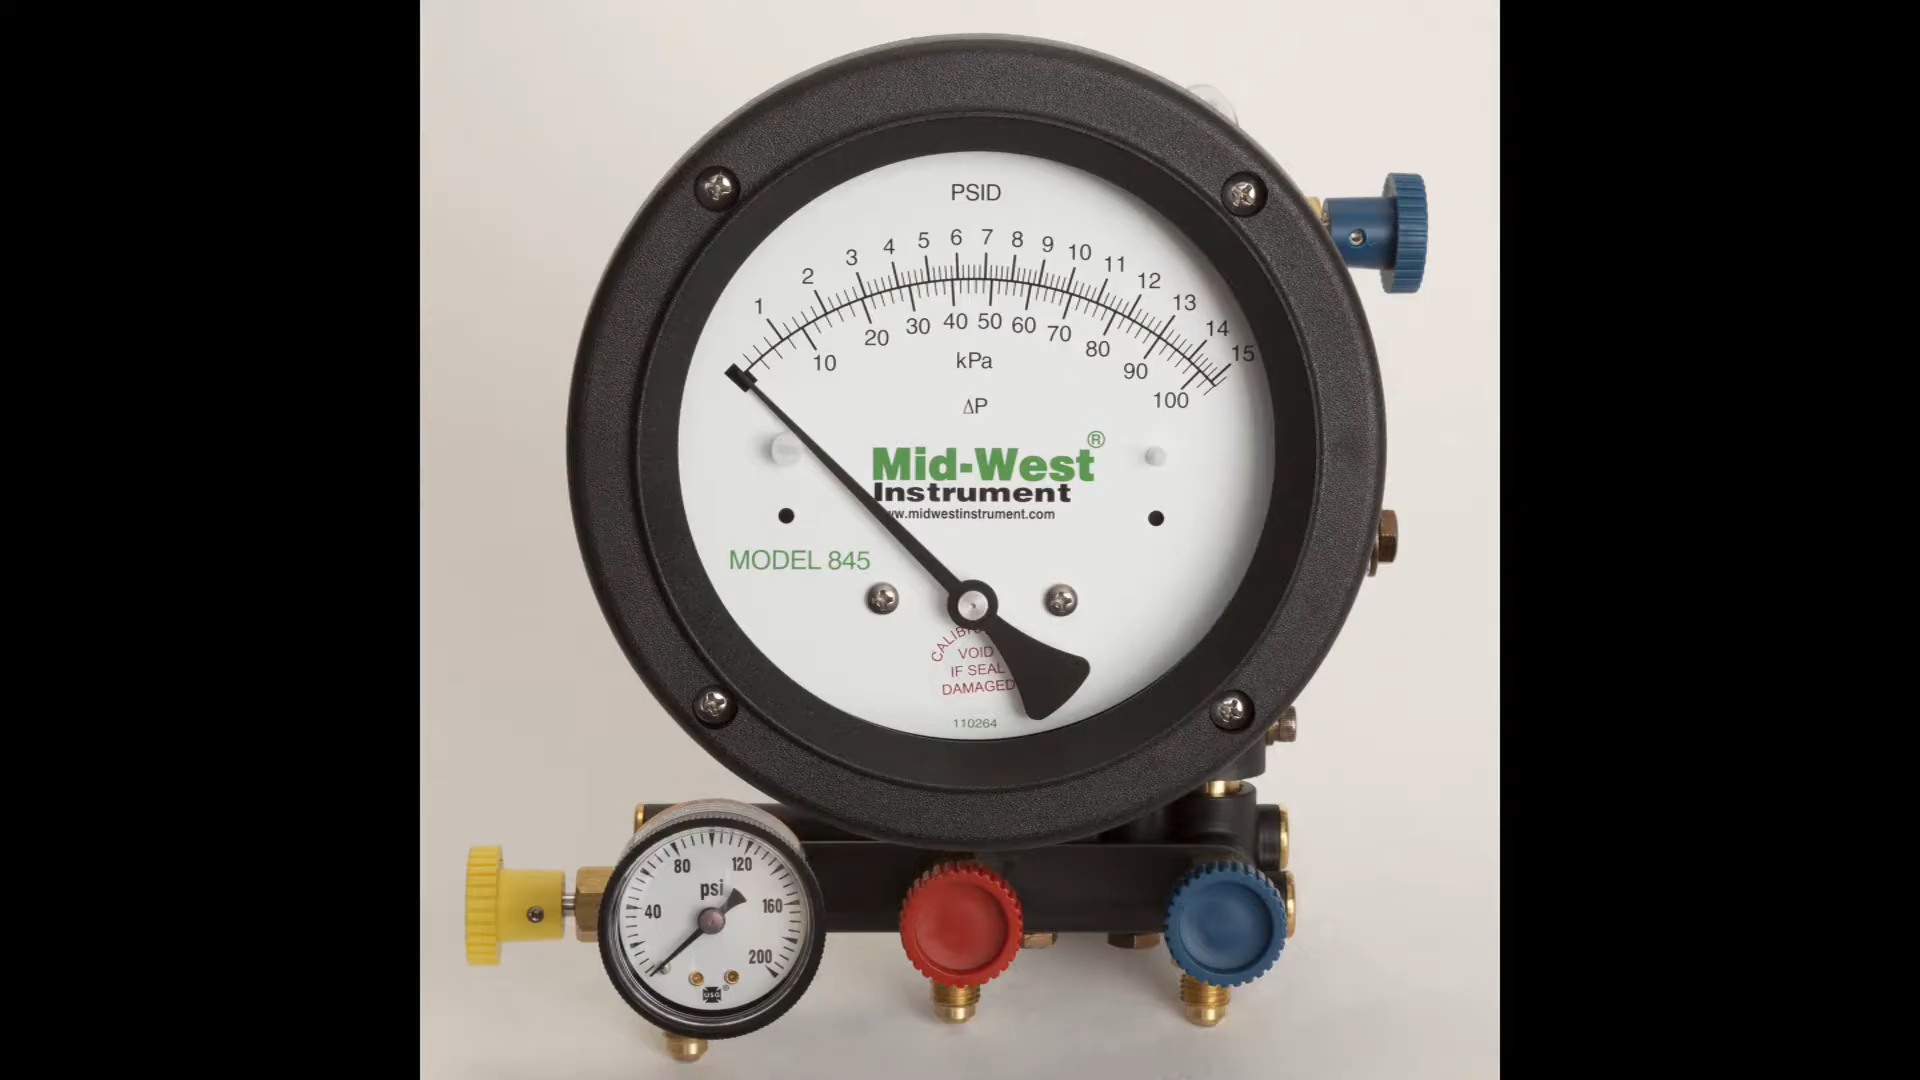 PSID
1 2 3 4 5 6 7 8 9 10 11 12 13 14 15
10 20 30 40 50 60 70 80 90 100
kPa
ΔP
Mid-West®
Instrument
www.midwestinstrument.com
MODEL 845
VOID
IF SEAL
DAMAGED
110264
80 120
psi
40 160
200
USG®